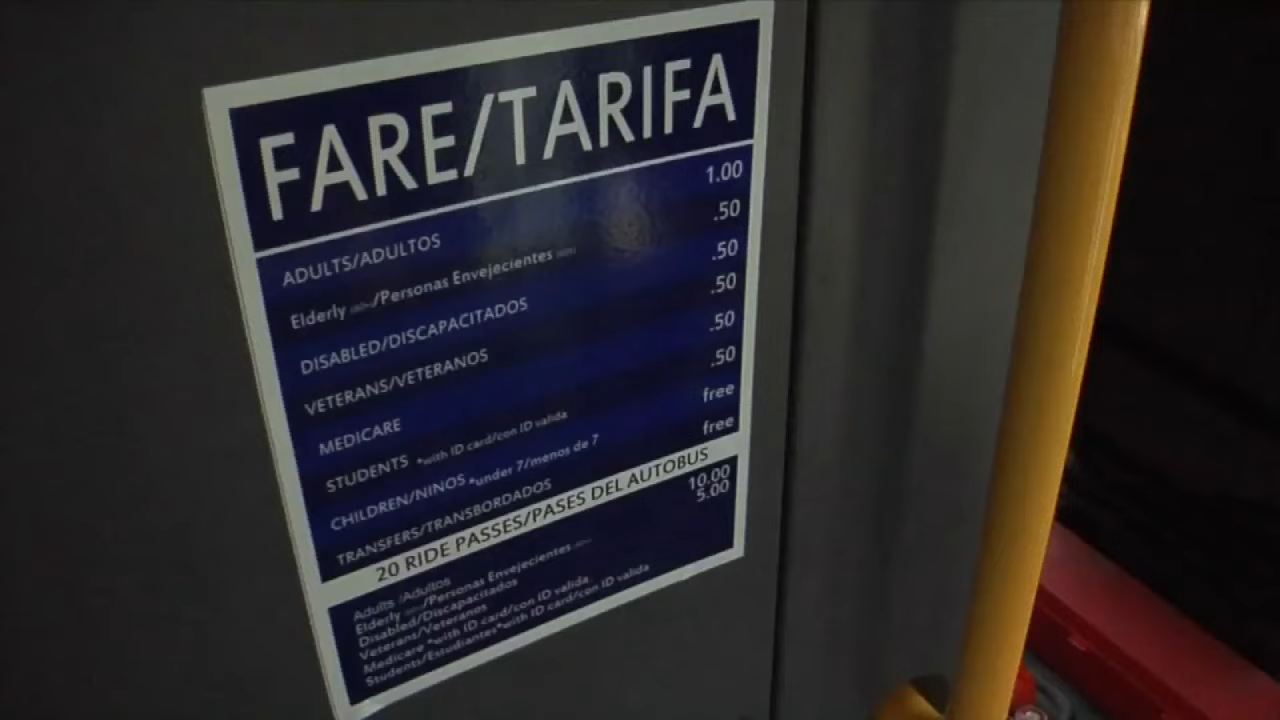 FARE/TARIFA
ADULTS/ADULTOS 1.00
Elderly /Personas Envejecientes .50
DISABLED/DISCAPACITADOS .50
VETERANS/VETERANOS .50
MEDICARE .50
STUDENTS *with ID card/con ID valida .50
CHILDREN/NINOS *under 7/menos de 7 free
TRANSFERS/TRANSBORDADOS free
20 RIDE PASSES/PASES DEL AUTOBUS
Adults /Adultos 10.00
Elderly /Personas Envejecientes 5.00
Disabled/Discapacitados
Veterans/Veteranos
Medicare *with ID card/con ID valida
Students/Estudiantes*with ID card/con ID valida